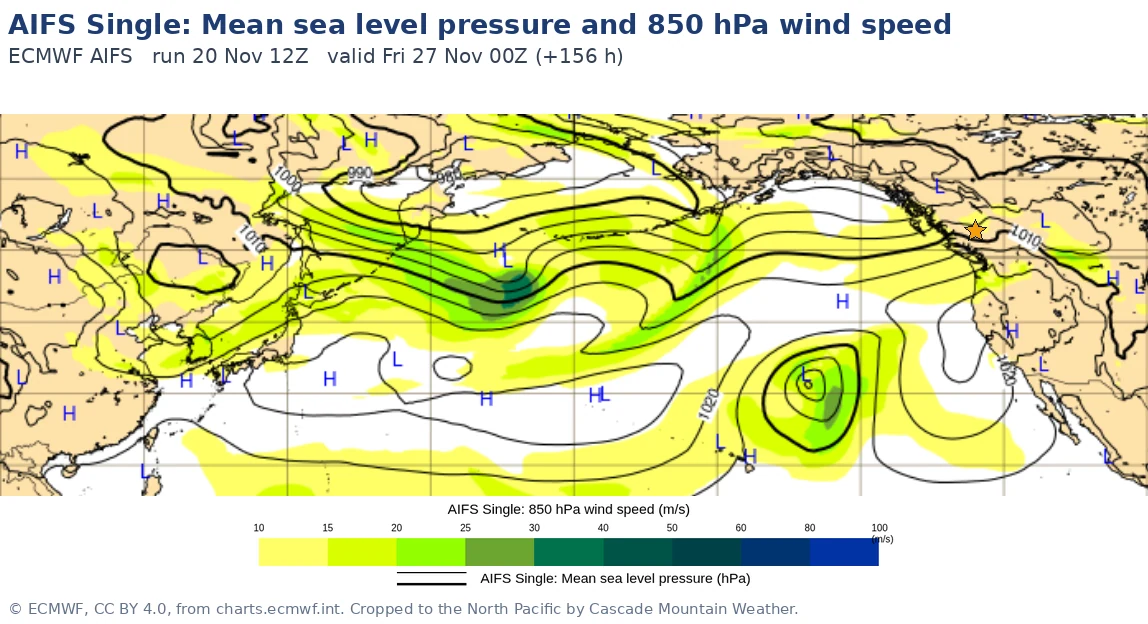 AIFS Single: Mean sea level pressure and 850 hPa wind speed
ECMWF AIFS   run 20 Nov 12Z   valid Fri 27 Nov 00Z (+156 h)
L H L H L H L L
H
990
980
1000
L H
L
L
1010
H L
1010
L H
H
H
L
H
L
L
H
H
L
L
H
L
L
H
H
L
H
H
HL
L
1020
1020
H
L
H
L
L
AIFS Single: 850 hPa wind speed (m/s)
10 15 20 25 30 40 50 60 80 100
(m/s)
AIFS Single: Mean sea level pressure (hPa)
© ECMWF, CC BY 4.0, from charts.ecmwf.int. Cropped to the North Pacific by Cascade Mountain Weather.